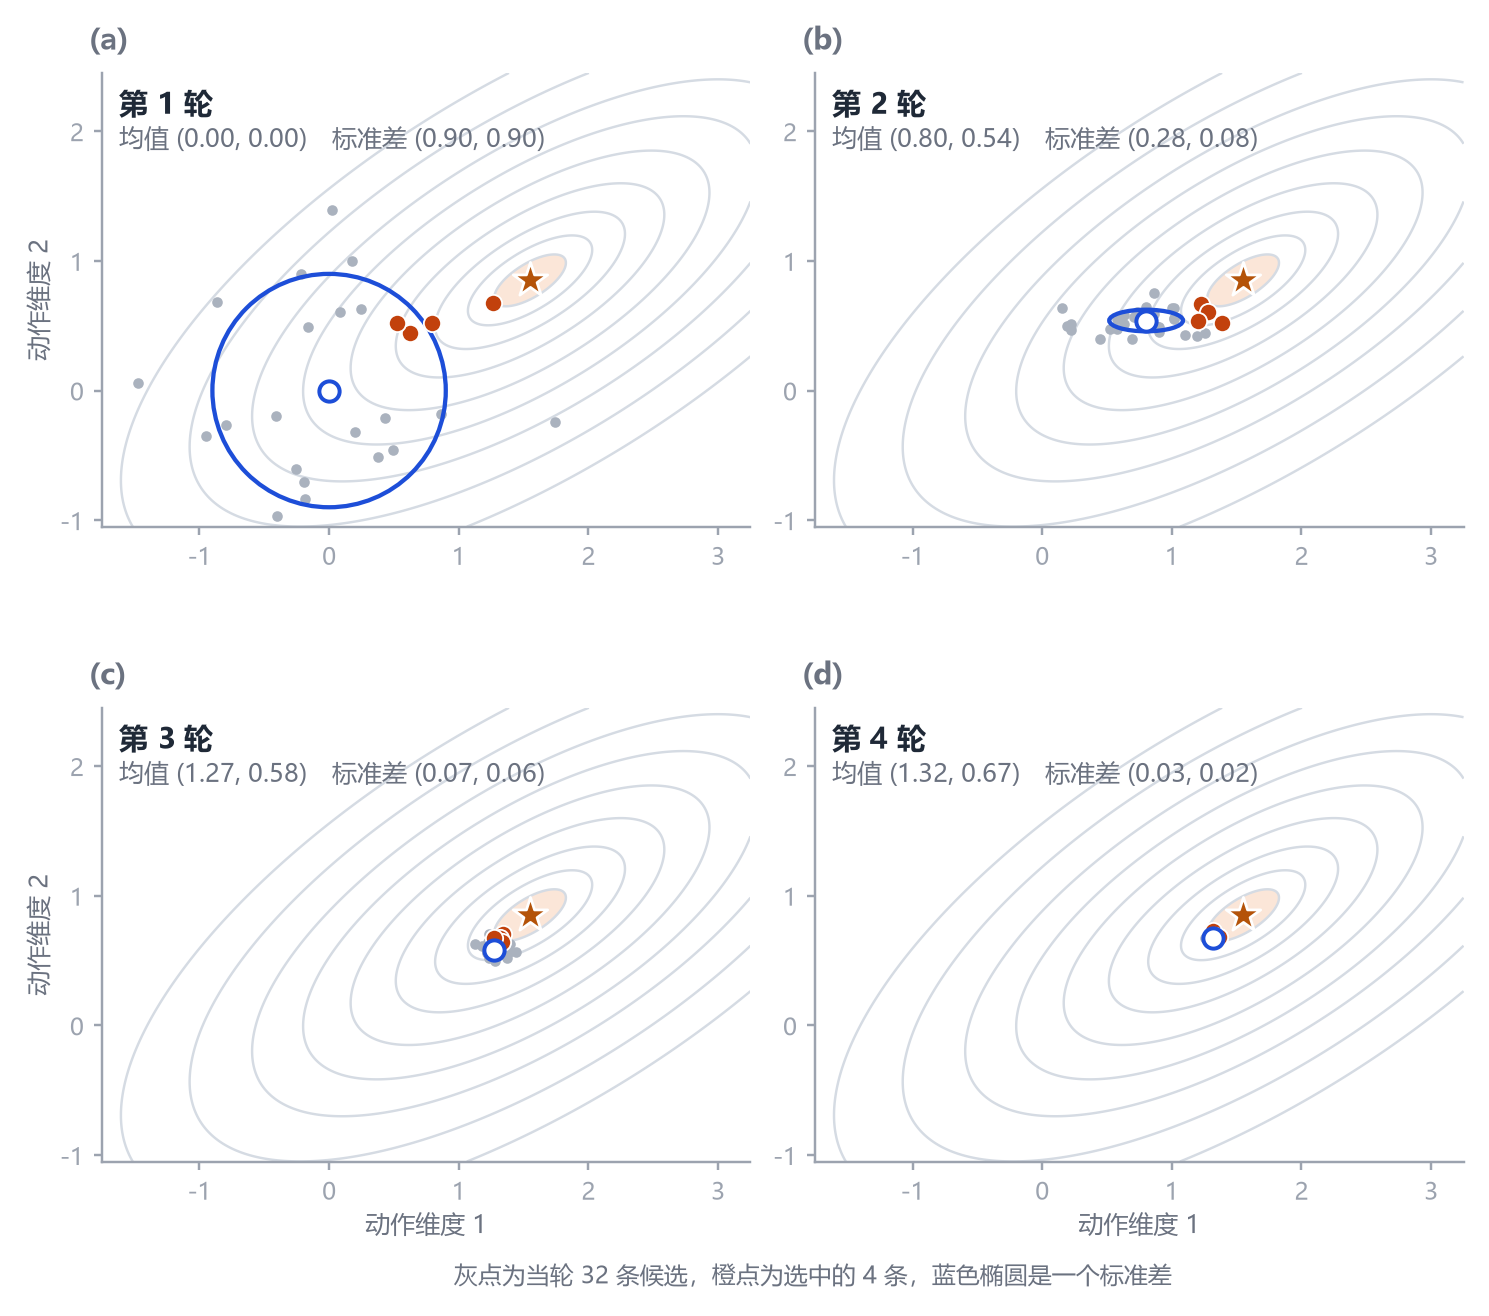 (a)
第 1 轮
均值 (0.00, 0.00) 标准差 (0.90, 0.90)
动作维度 2
2
1
0
-1
-1 0 1 2 3
(b)
第 2 轮
均值 (0.80, 0.54) 标准差 (0.28, 0.08)
2
1
0
-1
-1 0 1 2 3
(c)
第 3 轮
均值 (1.27, 0.58) 标准差 (0.07, 0.06)
动作维度 2
2
1
0
-1
-1 0 1 2 3
动作维度 1
(d)
第 4 轮
均值 (1.32, 0.67) 标准差 (0.03, 0.02)
2
1
0
-1
-1 0 1 2 3
动作维度 1
灰点为当轮 32 条候选，橙点为选中的 4 条，蓝色椭圆是一个标准差